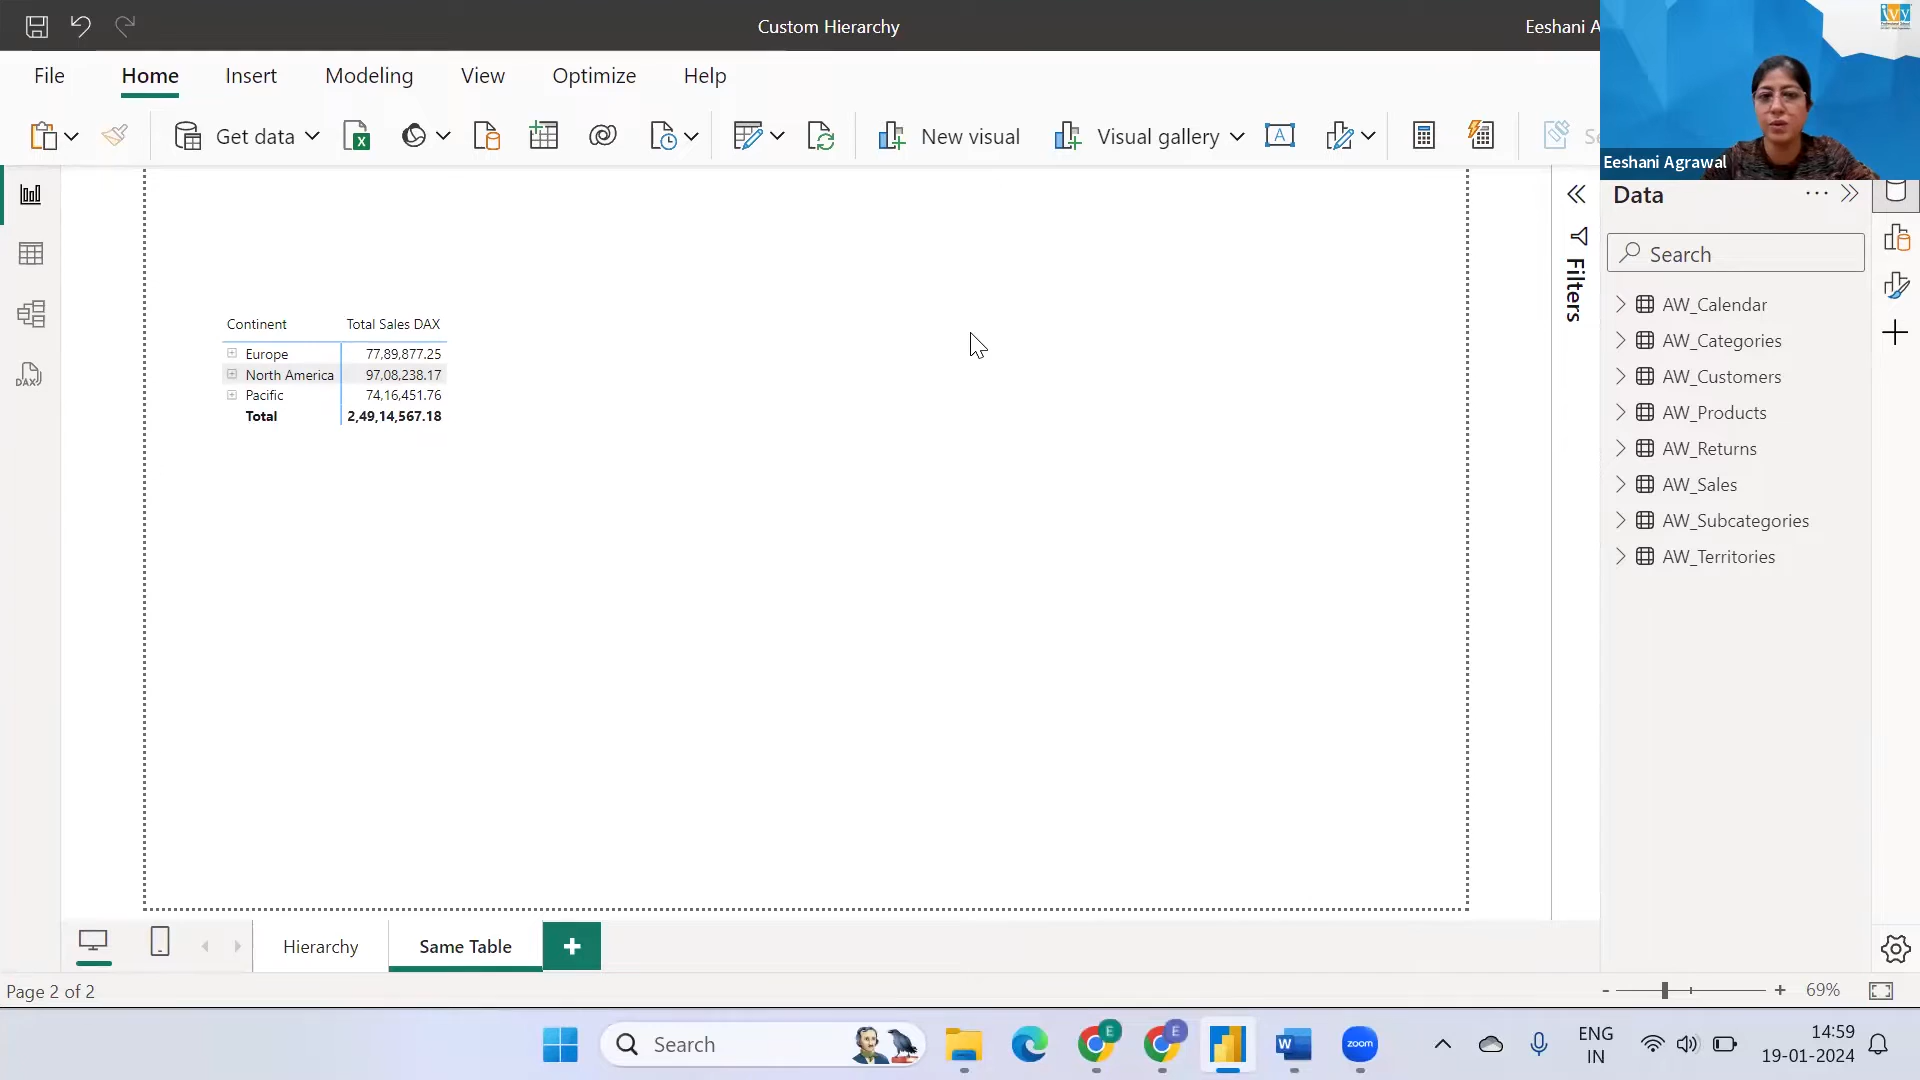 Custom Hierarchy
Eeshani A
File Home Insert Modeling View Optimize Help
Get data
New visual
Visual gallery
Eeshani Agrawal
Filters
Data
Search
AW_Calendar
AW_Categories
AW_Customers
AW_Products
AW_Returns
AW_Sales
AW_Subcategories
AW_Territories
Continent Total Sales DAX
Europe 77,89,877.25
North America 97,08,238.17
Pacific 74,16,451.76
Total 2,49,14,567.18
DAX
Hierarchy
Same Table
Page 2 of 2
69%
Search
E
E
W
zoom
ENG
IN
14:59
19-01-2024
ivy